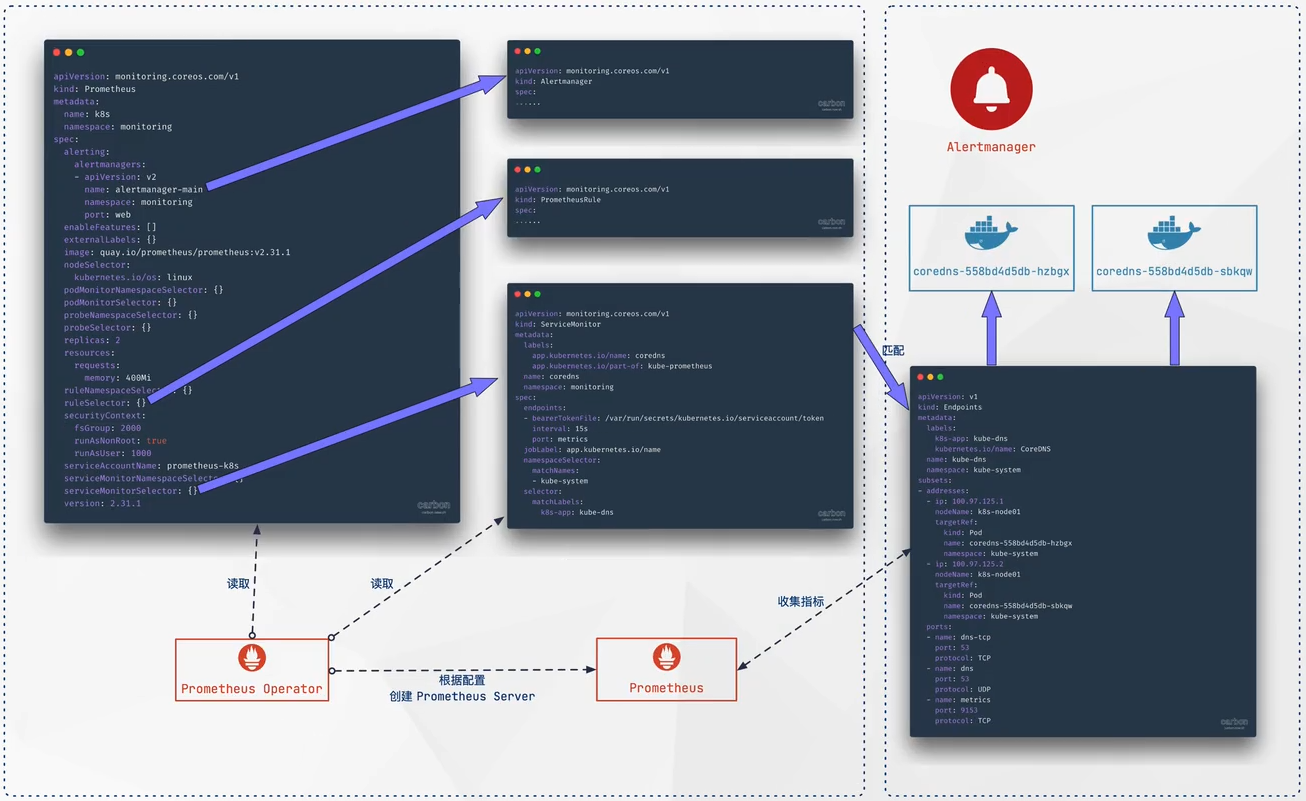 apiVersion: monitoring.coreos.com/v1
kind: Prometheus
metadata:
  name: k8s
  namespace: monitoring
spec:
  alerting:
    alertmanagers:
    - apiVersion: v2
      name: alertmanager-main
      namespace: monitoring
      port: web
  enableFeatures: []
  externalLabels: {}
  image: quay.io/prometheus/prometheus:v2.31.1
  nodeSelector:
    kubernetes.io/os: linux
  podMonitorNamespaceSelector: {}
  podMonitorSelector: {}
  probeNamespaceSelector: {}
  probeSelector: {}
  replicas: 2
  resources:
    requests:
      memory: 400Mi
  {}
  ruleSelector: {}
  securityContext:
    fsGroup: 2000
    runAsNonRoot: true
    runAsUser: 1000
  serviceAccountName: prometheus-k8s
  serviceMonitorSelector: {}
  version: 2.31.1
carbon
apiVersion: monitoring.coreos.com/v1
kind: Alertmanager
spec:
......
carbon
apiVersion: monitoring.coreos.com/v1
kind: PrometheusRule
spec:
......
carbon
apiVersion: monitoring.coreos.com/v1
kind: ServiceMonitor
metadata:
  labels:
    app.kubernetes.io/name: coredns
    app.kubernetes.io/part-of: kube-prometheus
  name: coredns
  namespace: monitoring
spec:
  endpoints:
  - bearerTokenFile: /var/run/secrets/kubernetes.io/serviceaccount/token
    interval: 15s
    port: metrics
  jobLabel: app.kubernetes.io/name
  namespaceSelector:
    matchNames:
    - kube-system
  selector:
    matchLabels:
      k8s-app: kube-dns
carbon
读取
读取
Prometheus Operator
根据配置
创建 Prometheus Server
Prometheus
收集指标
匹配
Alertmanager
coredns-558bd4d5db-hzbgx
coredns-558bd4d5db-sbkqw
apiVersion: v1
kind: Endpoints
metadata:
  labels:
    k8s-app: kube-dns
    kubernetes.io/name: CoreDNS
  name: kube-dns
  namespace: kube-system
subsets:
- addresses:
  - ip: 100.97.125.1
    nodeName: k8s-node01
    targetRef:
      kind: Pod
      name: coredns-558bd4d5db-hzbgx
      namespace: kube-system
  - ip: 100.97.125.2
    nodeName: k8s-node01
    targetRef:
      kind: Pod
      name: coredns-558bd4d5db-sbkqw
      namespace: kube-system
  ports:
  - name: dns-tcp
    port: 53
    protocol: TCP
  - name: dns
    port: 53
    protocol: UDP
  - name: metrics
    port: 9153
    protocol: TCP
carbon